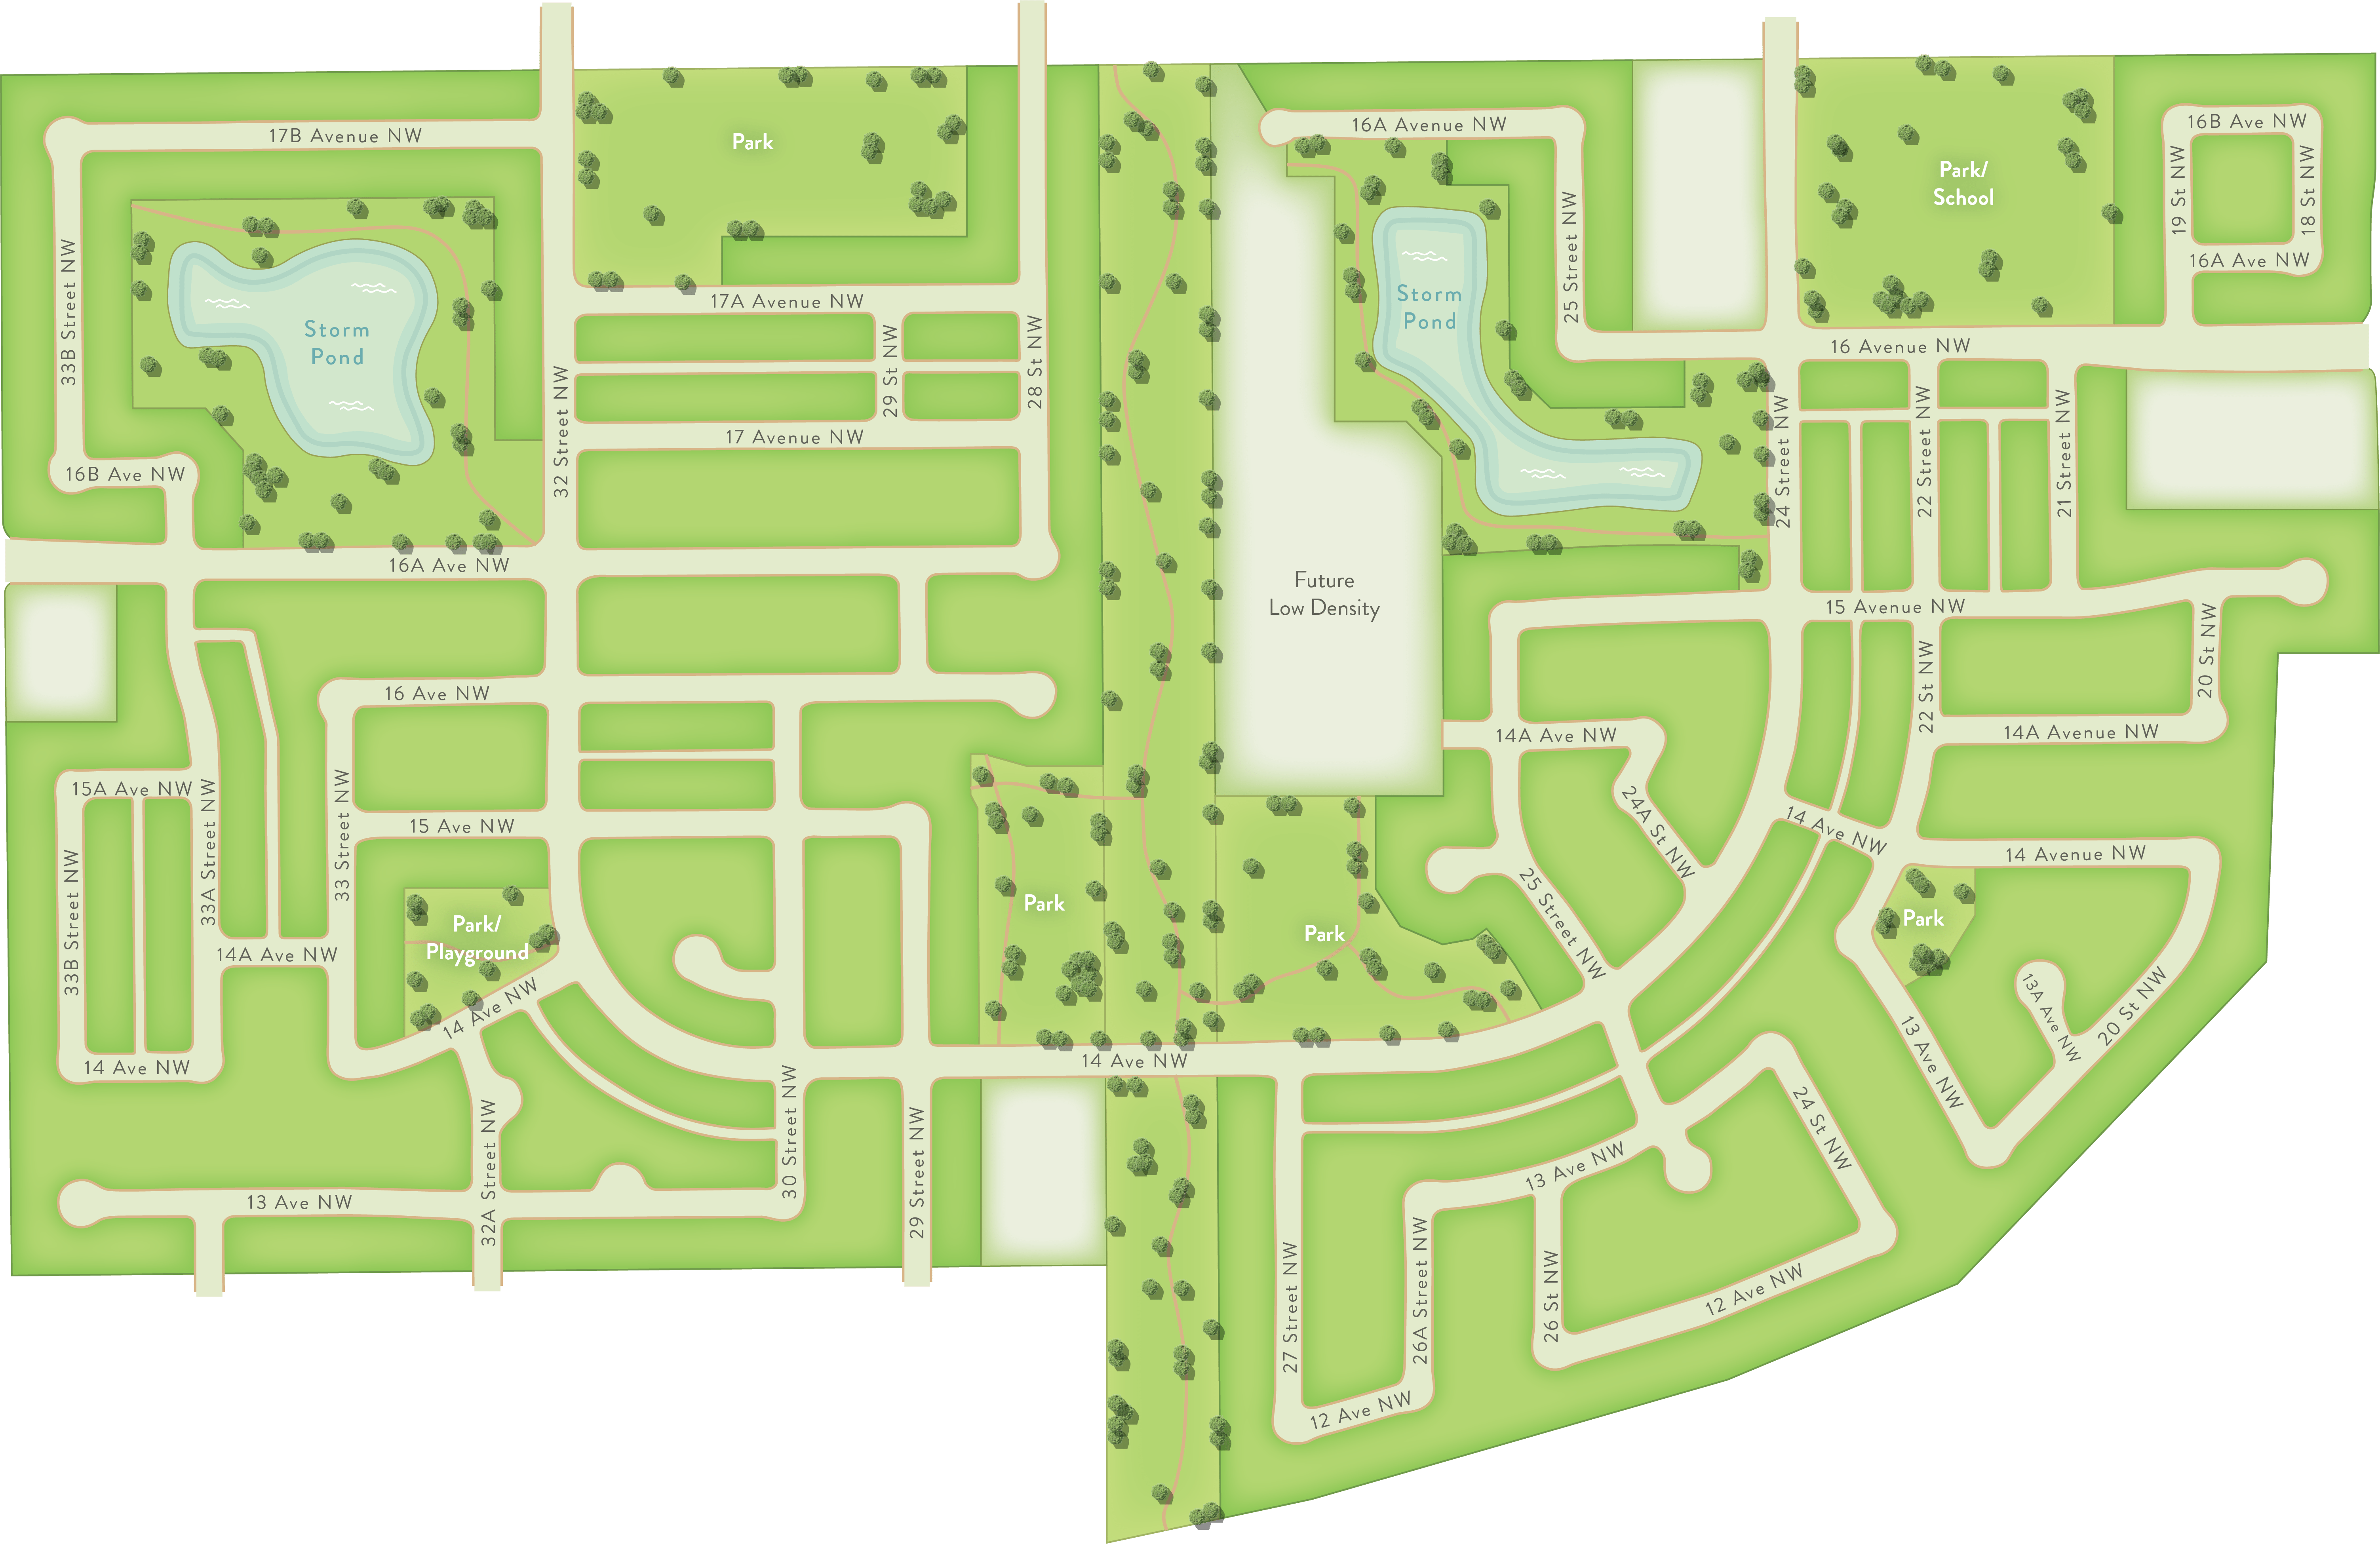 17B Avenue NW
Park
16A Avenue NW
Park/
School
16B Ave NW
19 St NW
18 St NW
16A Ave NW
33B Street NW
Storm
Pond
32 Street NW
17A Avenue NW
29 St NW
28 St NW
17 Avenue NW
Storm
Pond
25 Street NW
16 Avenue NW
24 Street NW
22 Street NW
21 Street NW
16B Ave NW
16A Ave NW
Future
Low Density
15 Avenue NW
22 St NW
20 St NW
14A Avenue NW
16 Ave NW
14A Ave NW
24A St NW
14 Ave NW
14 Avenue NW
15A Ave NW
33A Street NW
33 Street NW
15 Ave NW
33B Street NW
14A Ave NW
Park/
Playground
14 Ave NW
Park
Park
25 Street NW
Park
13A Ave NW
20 St NW
13 Ave NW
14 Ave NW
14 Ave NW
32A Street NW
30 Street NW
29 Street NW
13 Ave NW
24 St NW
13 Ave NW
27 Street NW
26A Street NW
26 St NW
12 Ave NW
12 Ave NW